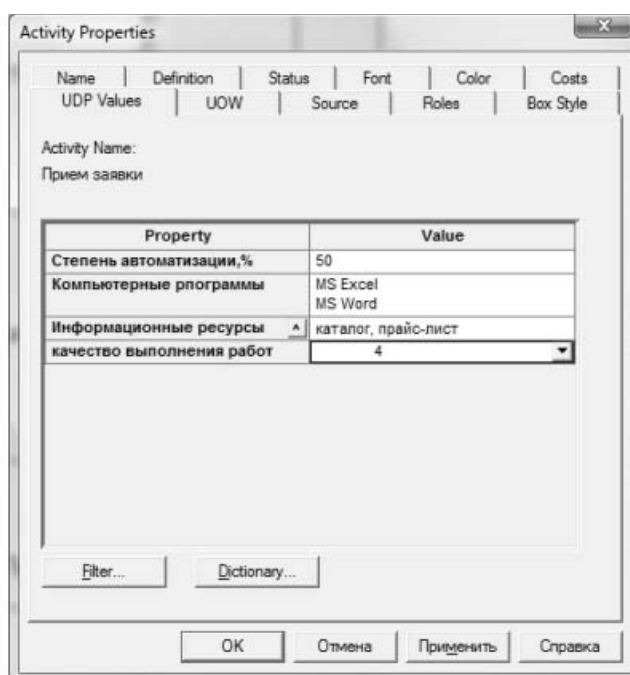 Activity Properties
Name Definition Status Font Color Costs
UDP Values UOW Source Roles Box Style
Activity Name:
Прием заявки
Property Value
Степень автоматизации,% 50
Компьютерные рпограммы MS Excel
MS Word
Информационные ресурсы каталог, прайс-лист
качество выполнения работ 4
Filter... Dictionary...
OK Отмена Применить Справка